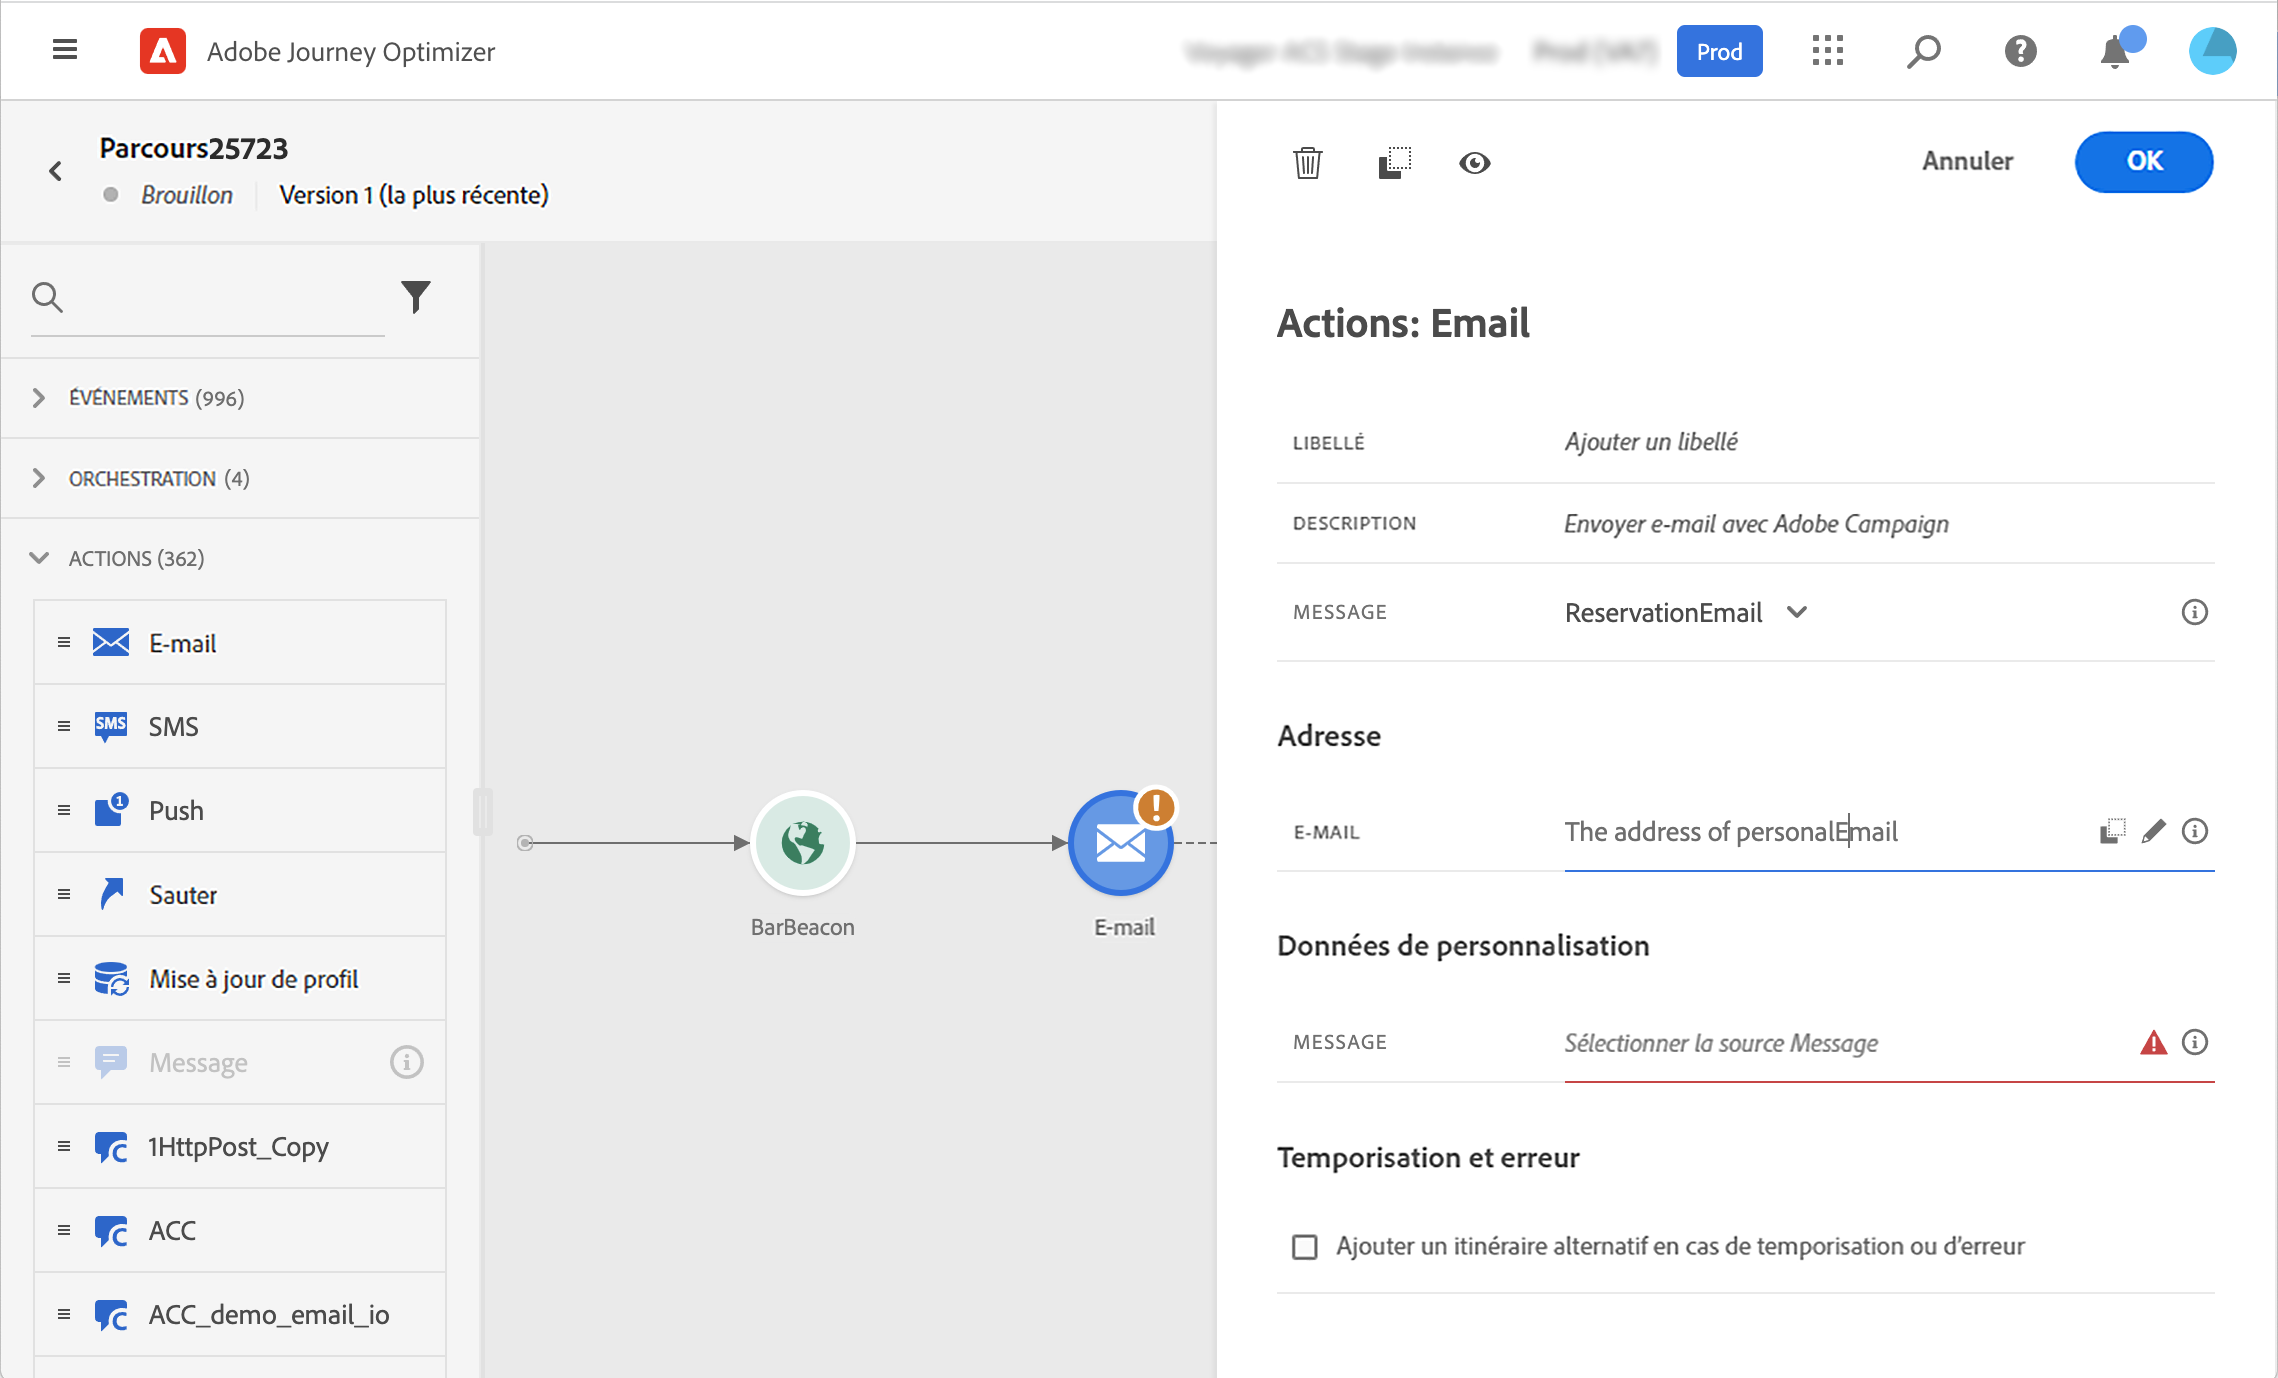 Adobe Journey Optimizer
Prod
Parcours25723
Brouillon
Version 1 (la plus récente)
ÉVÉNEMENTS (996)
ORCHESTRATION (4)
ACTIONS (362)
E-mail
SMS
SMS
1
Push
Sauter
Mise à jour de profil
Message
1HttpPost_Copy
ACC
ACC_demo_email_io
BarBeacon
E-mail
Annuler
OK
Actions: Email
LIBELLÉ
Ajouter un libellé
DESCRIPTION
Envoyer e-mail avec Adobe Campaign
MESSAGE
ReservationEmail
Adresse
E-MAIL
The address of personalEmail
Données de personnalisation
MESSAGE
Sélectionner la source Message
Temporisation et erreur
Ajouter un itinéraire alternatif en cas de temporisation ou d'erreur